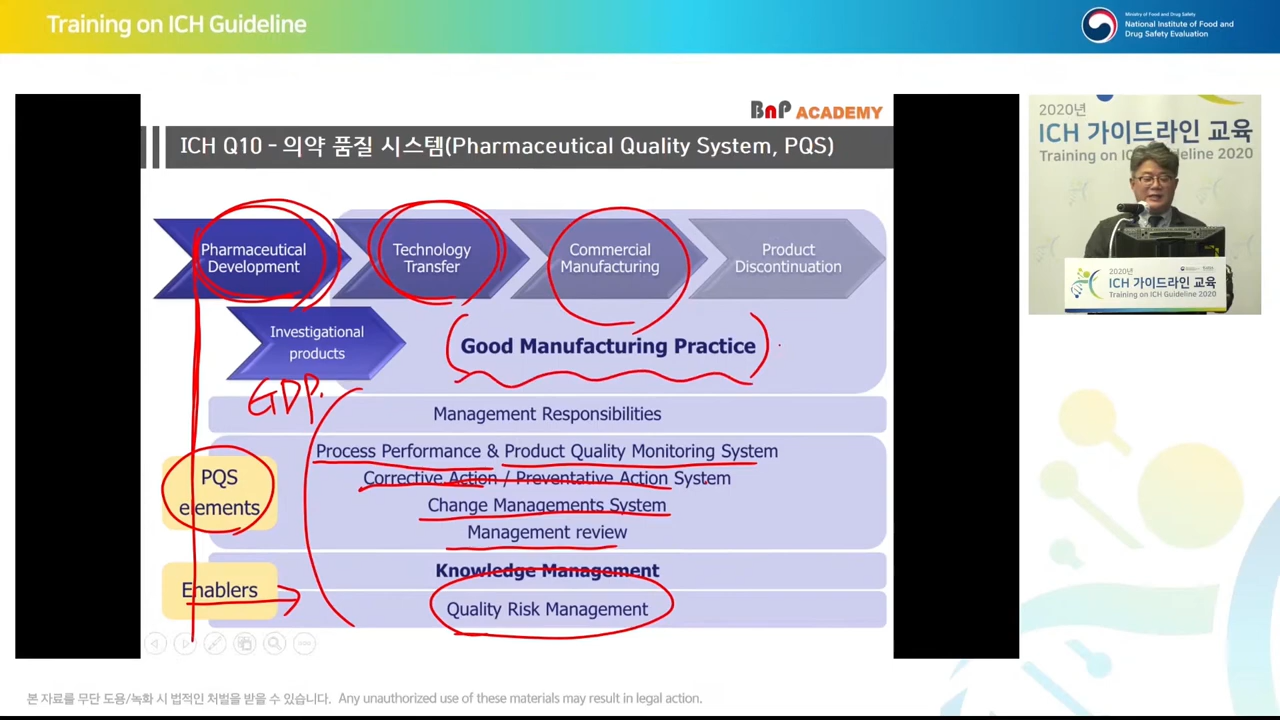 Training on ICH Guideline
Ministry of Food and Drug Safety
National Institute of Food and
Drug Safety Evaluation
BnP ACADEMY
ICH Q10 - 의약 품질 시스템(Pharmaceutical Quality System, PQS)
Pharmaceutical
Development
Technology
Transfer
Commercial
Manufacturing
Product
Discontinuation
Investigational
products
Good Manufacturing Practice
GDP.
Management Responsibilities
PQS
elements
Process Performance & Product Quality Monitoring System
Corrective Action / Preventative Action System
Change Managements System
Management review
Enablers
Knowledge Management
Quality Risk Management
2020년
ICH 가이드라인 교육
Training on ICH Guideline 2020
2020년
ICH 가이드라인 교육
Training on ICH Guideline 2020
본 자료를 무단 도용/녹화 시 법적인 처벌을 받을 수 있습니다. Any unauthorized use of these materials may result in legal action.